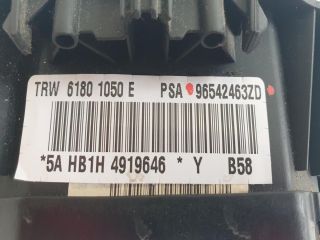 TRW 6180 1050 E PSA 96542463ZD
*5A HB1H 4919646 * Y B58